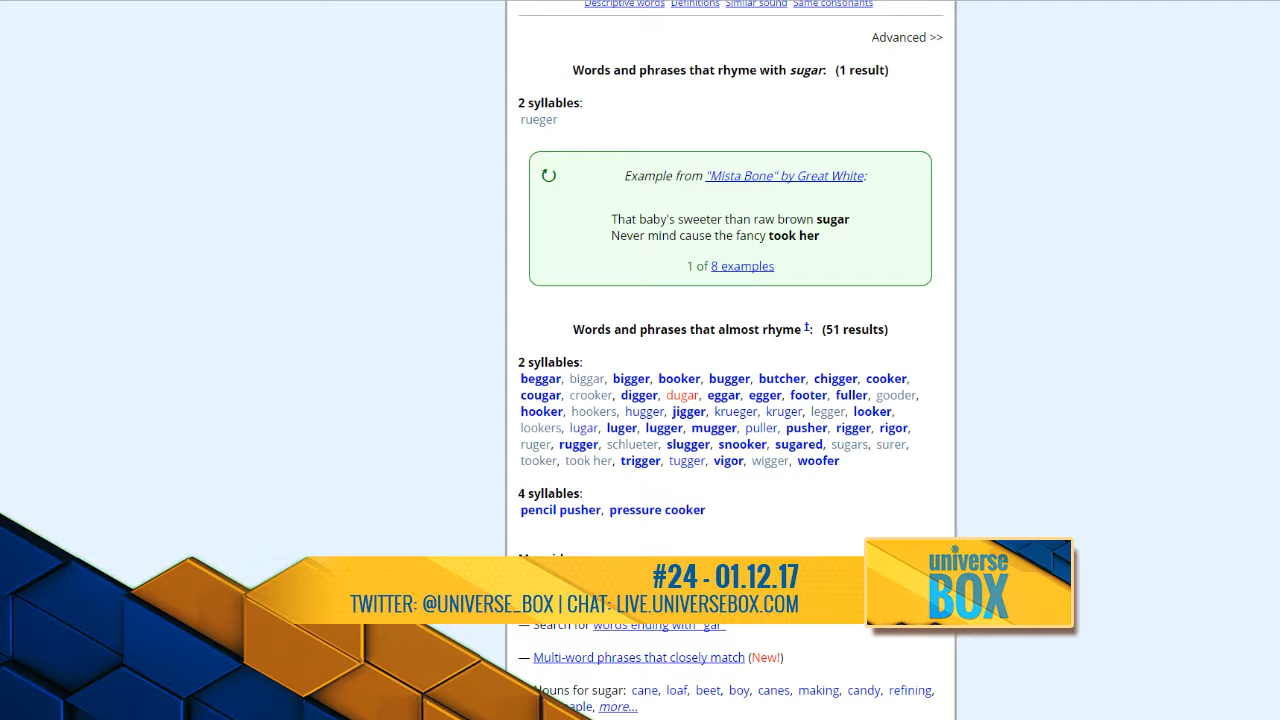 Descriptive words Definitions Similar sound Same consonants
Advanced >>
Words and phrases that rhyme with sugar: (1 result)
2 syllables:
rueger
Example from "Mista Bone" by Great White:
That baby's sweeter than raw brown sugar
Never mind cause the fancy took her
1 of 8 examples
Words and phrases that almost rhyme †: (51 results)
2 syllables:
beggar, biggar, bigger, booker, bugger, butcher, chigger, cooker,
cougar, crooker, digger, dugar, eggar, egger, footer, fuller, gooder,
hooker, hookers, hugger, jigger, krueger, kruger, legger, looker,
lookers, lugar, luger, lugger, mugger, puller, pusher, rigger, rigor,
ruger, rugger, schlueter, slugger, snooker, sugared, sugars, surer,
tooker, took her, trigger, tugger, vigor, wigger, woofer
4 syllables:
pencil pusher, pressure cooker
#24 - 01.12.17
TWITTER: @UNIVERSE_BOX | CHAT: LIVE.UNIVERSEBOX.COM
universe
BOX
— Search for words ending with "gar"
— Multi-word phrases that closely match (New!)
Nouns for sugar: cane, loaf, beet, boy, canes, making, candy, refining,
more...